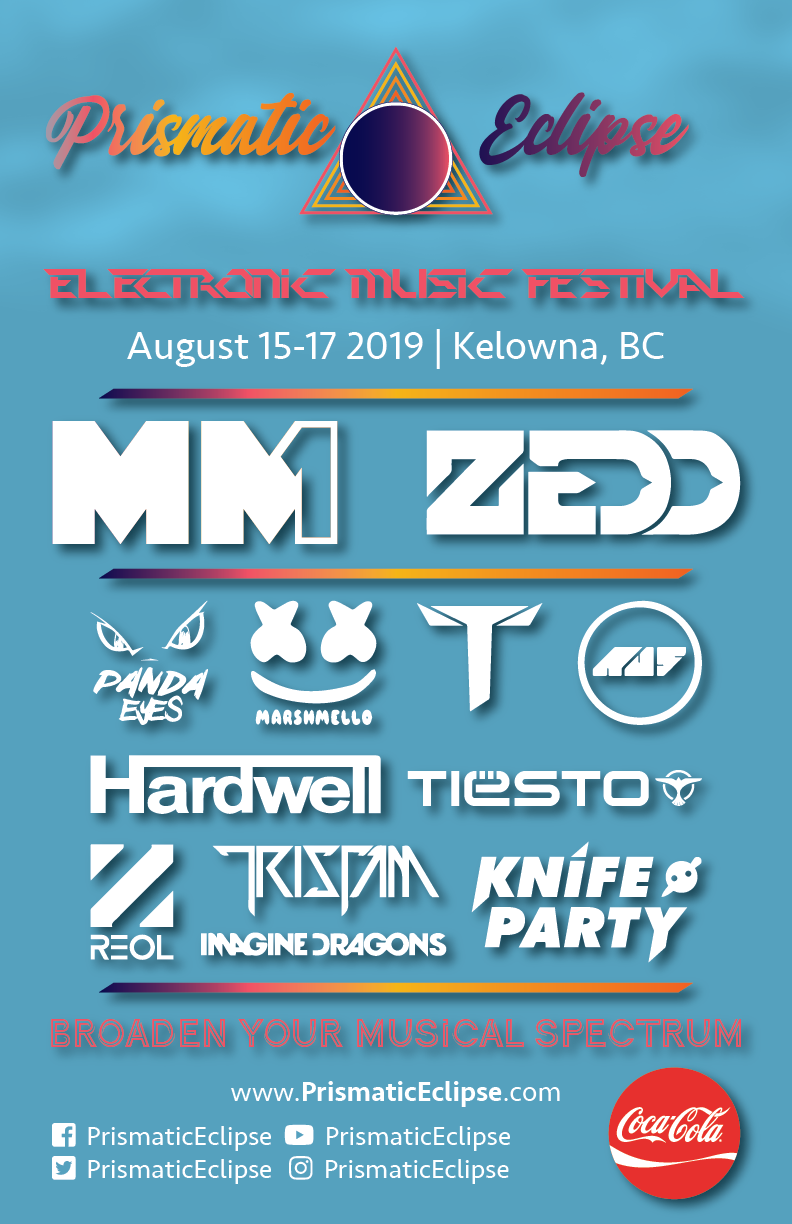 Prismatic Eclipse
ELECTRONIC MUSIC FESTIVAL
August 15-17 2019 | Kelowna, BC
MM1 ZEDD
PANDA
EYES
MARSHMELLO
T
Hardwell TIËSTO
REOL
TRISTAM
IMAGINE DRAGONS
KNIFE
PARTY
BROADEN YOUR MUSICAL SPECTRUM
www.PrismaticEclipse.com
PrismaticEclipse PrismaticEclipse
PrismaticEclipse PrismaticEclipse
Coca-Cola